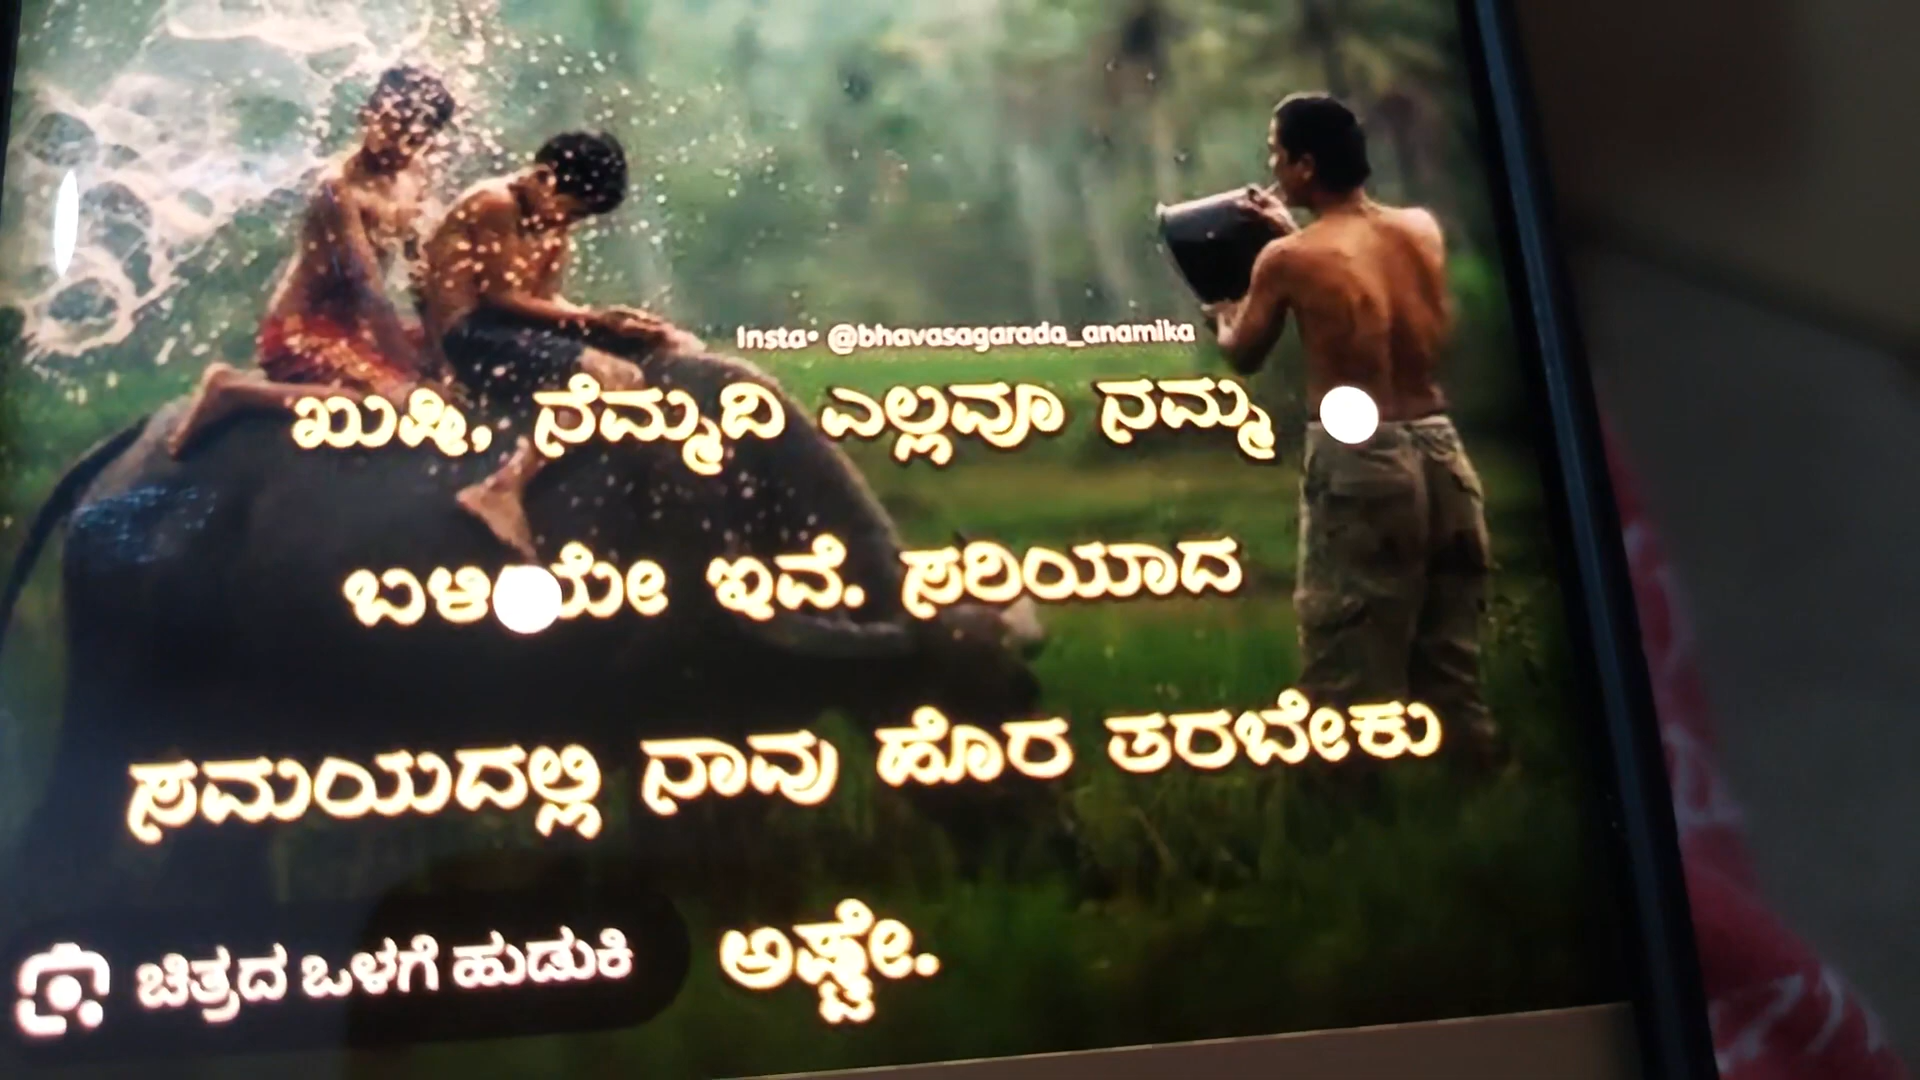 Insta• @bhavasagarada_anamika
ಖುಷಿ, ನೆಮ್ಮದಿ ಎಲ್ಲವೂ ನಮ್ಮ
ಇವೆ. ಸರಿಯಾದ
ಸಮಯದಲ್ಲಿ ನಾವು ಹೊರ ತರಬೇಕು
ಅಷ್ಟೇ.
ಚಿತ್ರದ ಒಳಗೆ ಹುಡುಕಿ